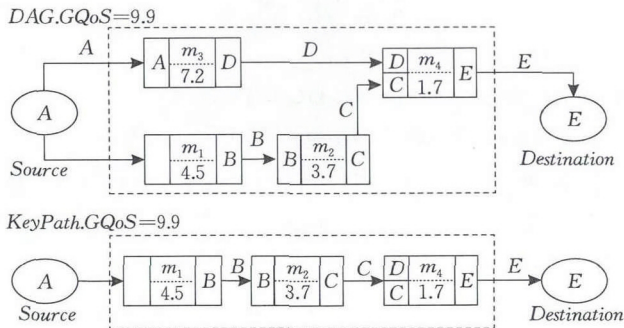 DAG.GQoS=9.9
A
D
A
m3
7.2
D
D
C
m4
1.7
E
E
A
C
E
Source
m1
4.5
B
B
B
m2
3.7
C
Destination
KeyPath.GQoS=9.9
A
m1
4.5
B
B
B
m2
3.7
C
C
D
C
m4
1.7
E
E
E
Source
Destination